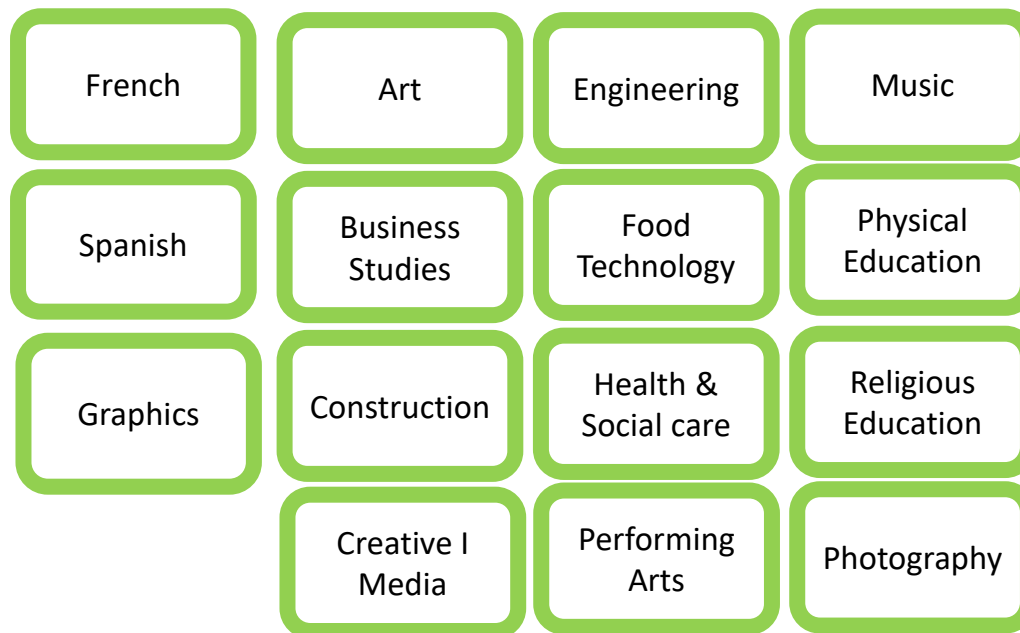 French
Art
Engineering
Music
Spanish
Business
Studies
Food
Technology
Physical
Education
Graphics
Construction
Health &
Social care
Religious
Education
Creative I
Media
Performing
Arts
Photography